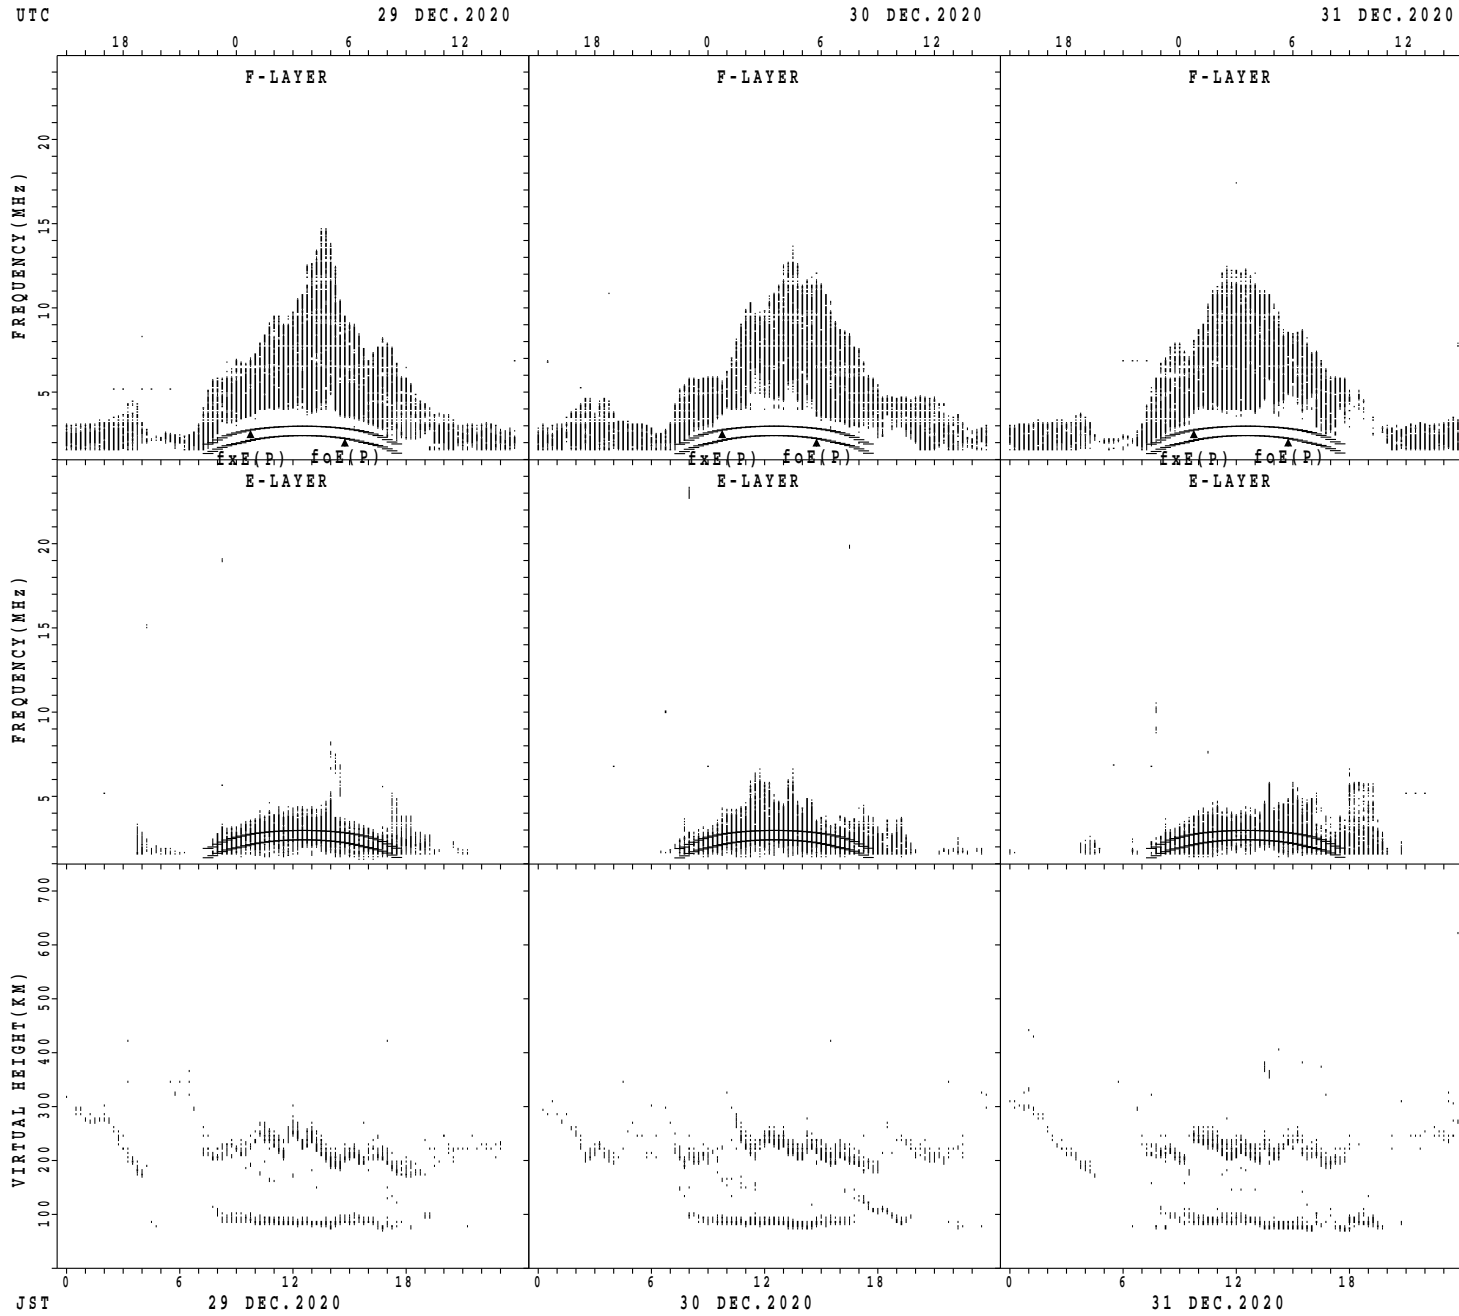 UTC 29 DEC.2020 30 DEC.2020 31 DEC.2020
18 0 6 12 18 0 6 12 18 0 6 12
F-LAYER F-LAYER F-LAYER
FREQUENCY(MHz)
20
15
10
5
fxE(P) foE(P) fxE(P) foE(P) fxE(P) foE(P)
E-LAYER E-LAYER E-LAYER
FREQUENCY(MHz)
20
15
10
5
VIRTUAL HEIGHT(KM)
700
600
500
400
300
200
100
0 6 12 18 0 6 12 18 0 6 12 18
JST 29 DEC.2020 30 DEC.2020 31 DEC.2020